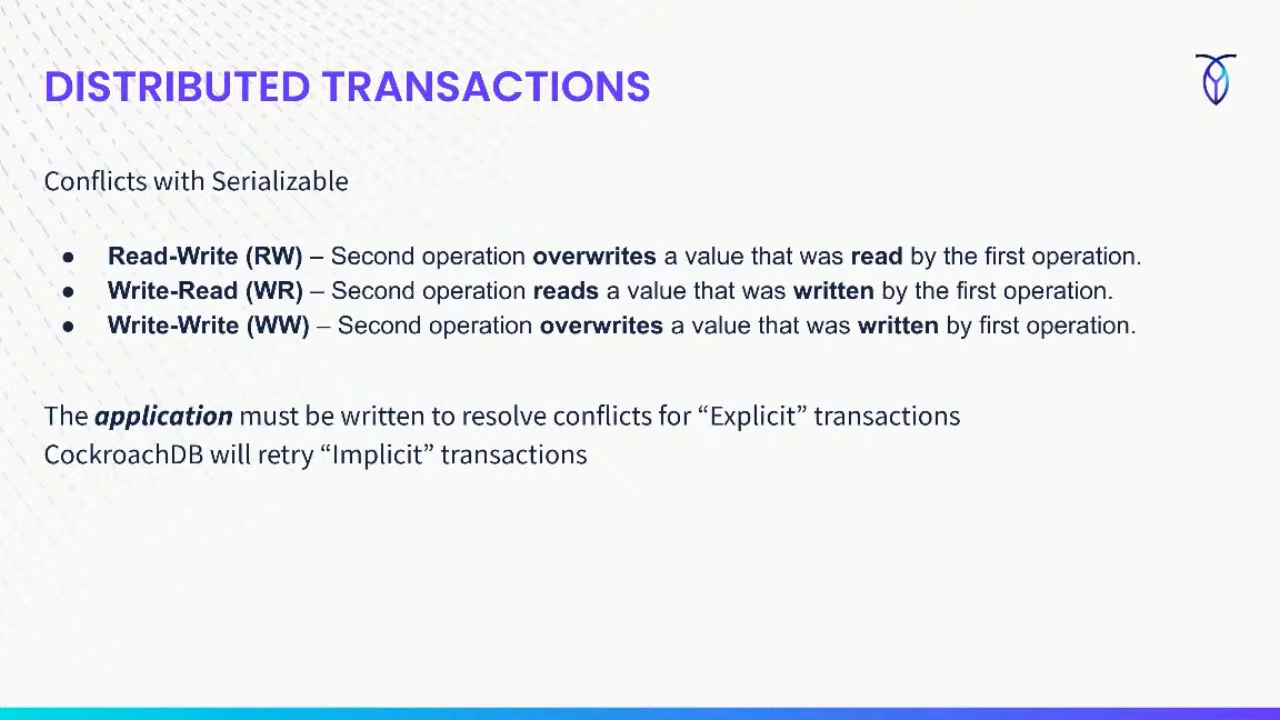 DISTRIBUTED TRANSACTIONS
Conflicts with Serializable
● Read-Write (RW) – Second operation overwrites a value that was read by the first operation.
● Write-Read (WR) – Second operation reads a value that was written by the first operation.
● Write-Write (WW) – Second operation overwrites a value that was written by first operation.
The application must be written to resolve conflicts for “Explicit” transactions
CockroachDB will retry “Implicit” transactions